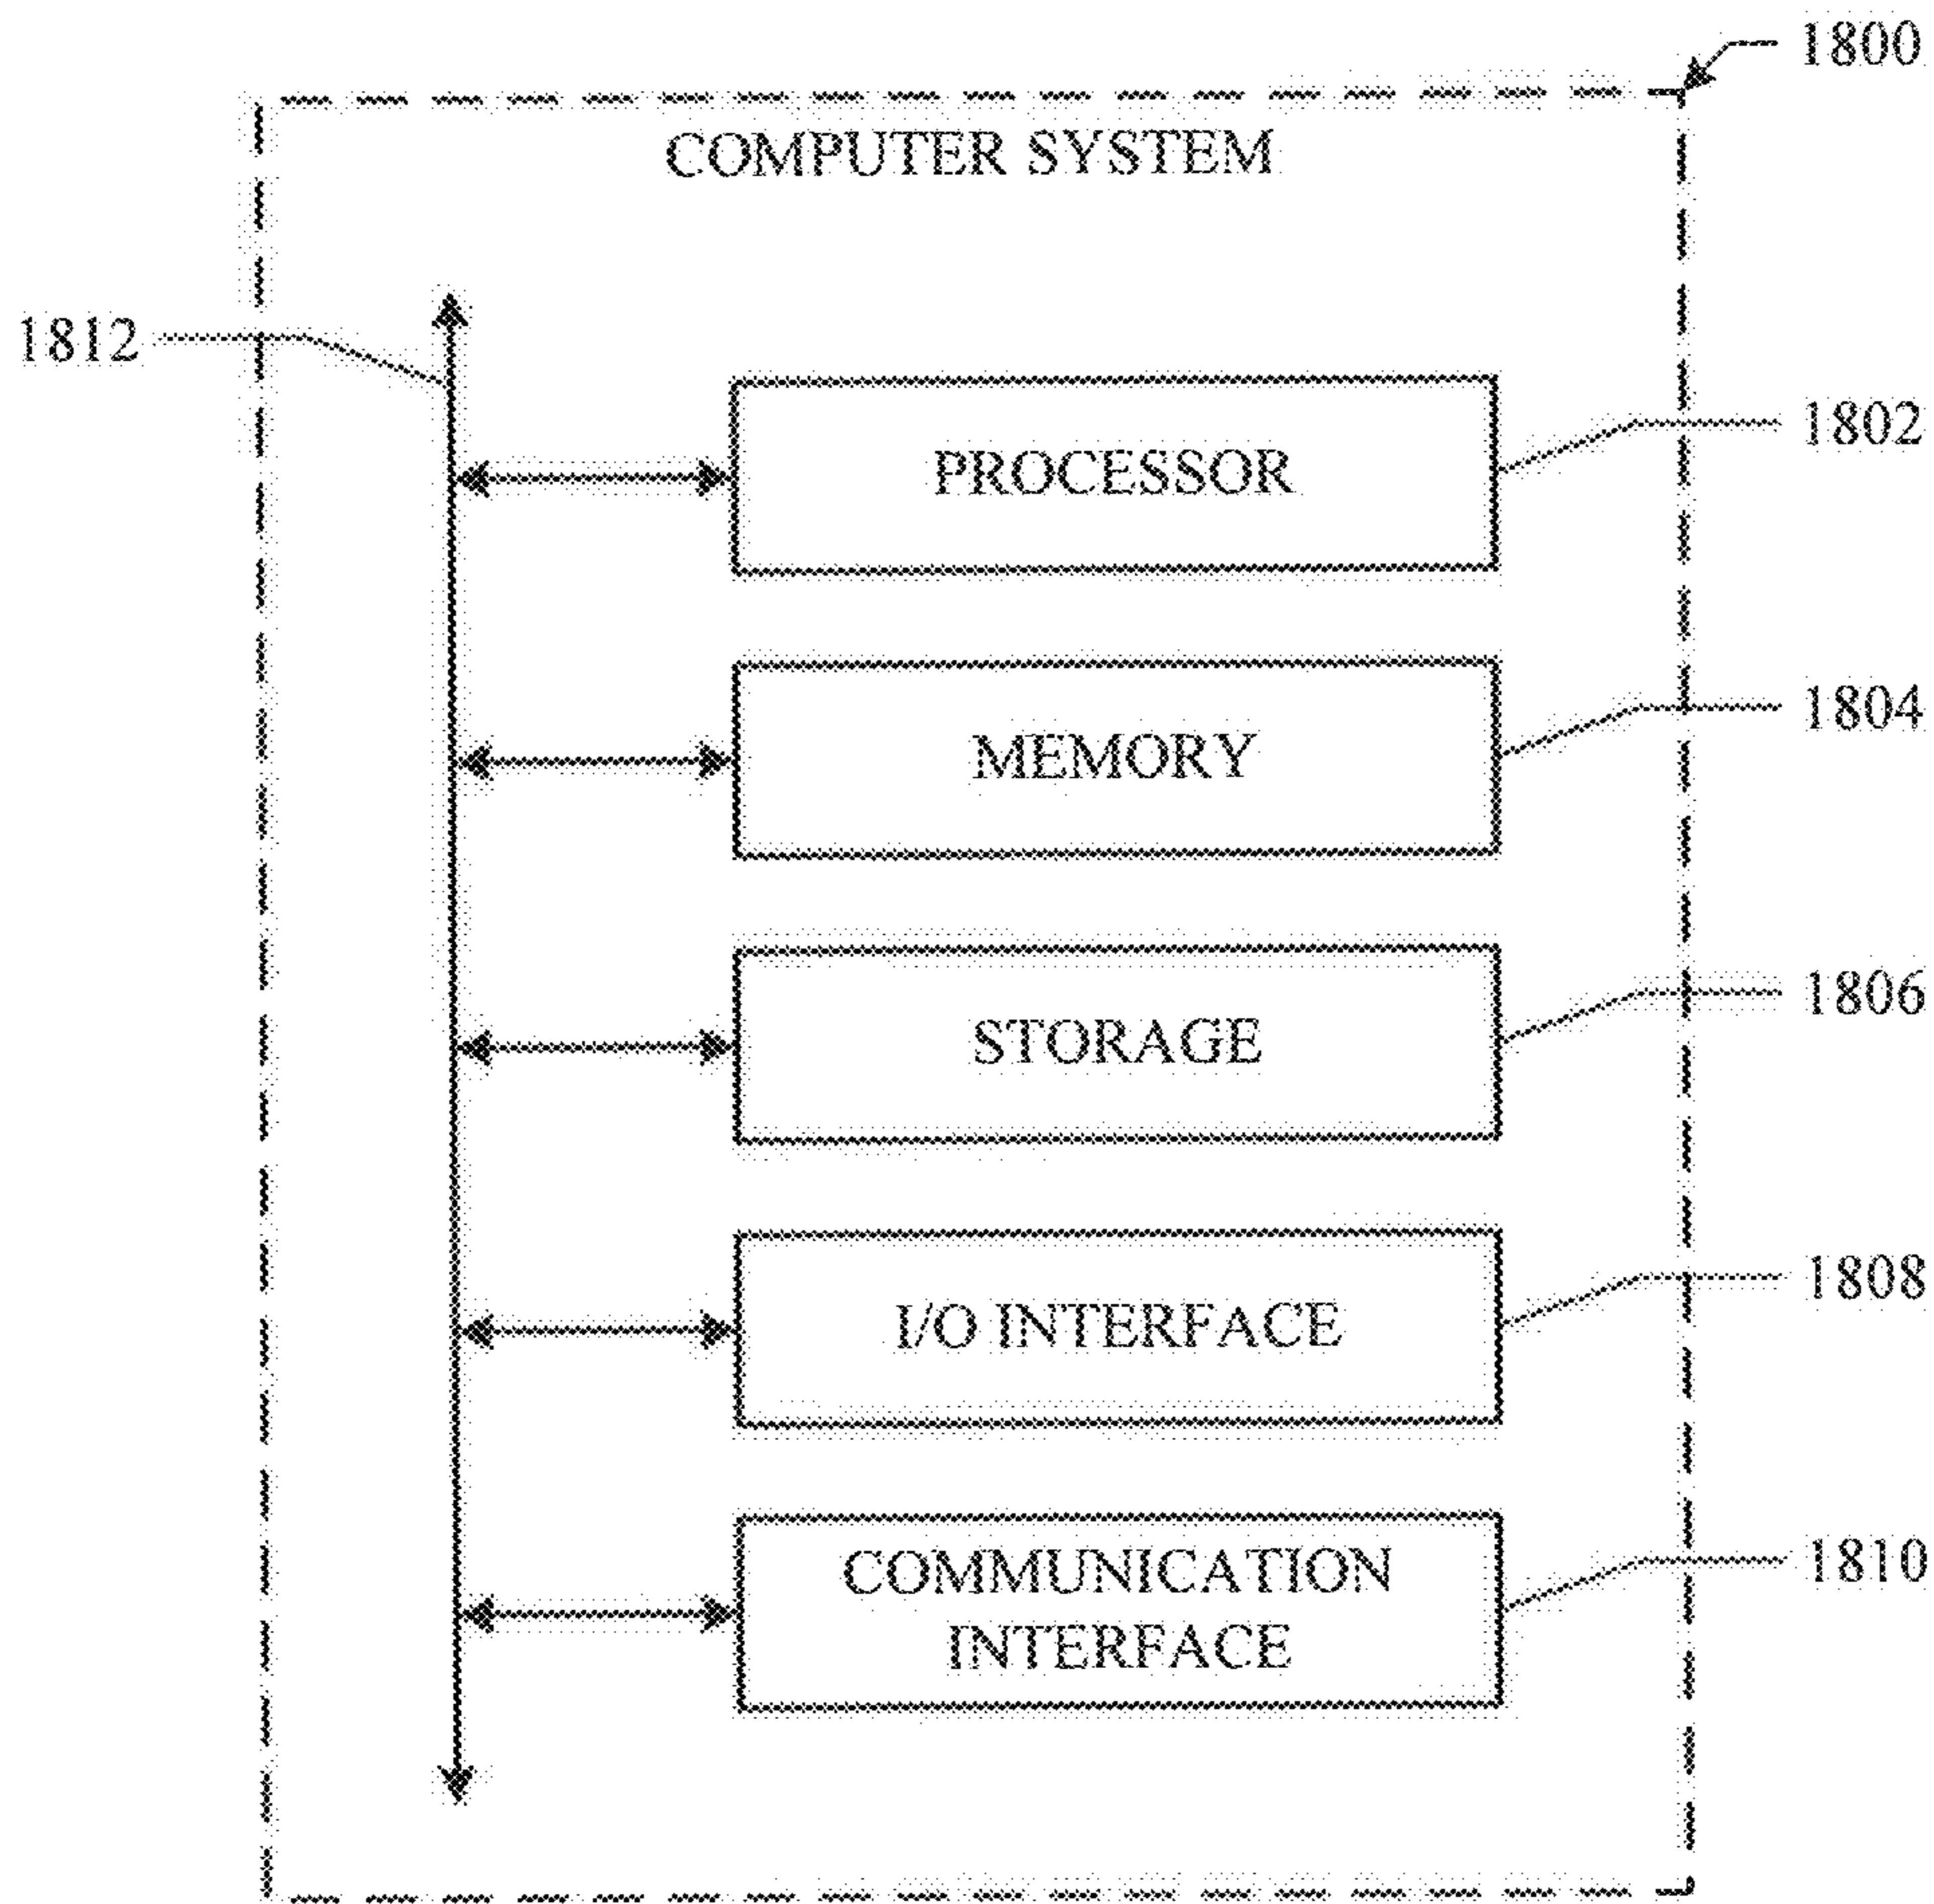 1800
COMPUTER SYSTEM
1812
PROCESSOR
1802
MEMORY
1804
STORAGE
1806
I/O INTERFACE
1808
COMMUNICATION
INTERFACE
1810